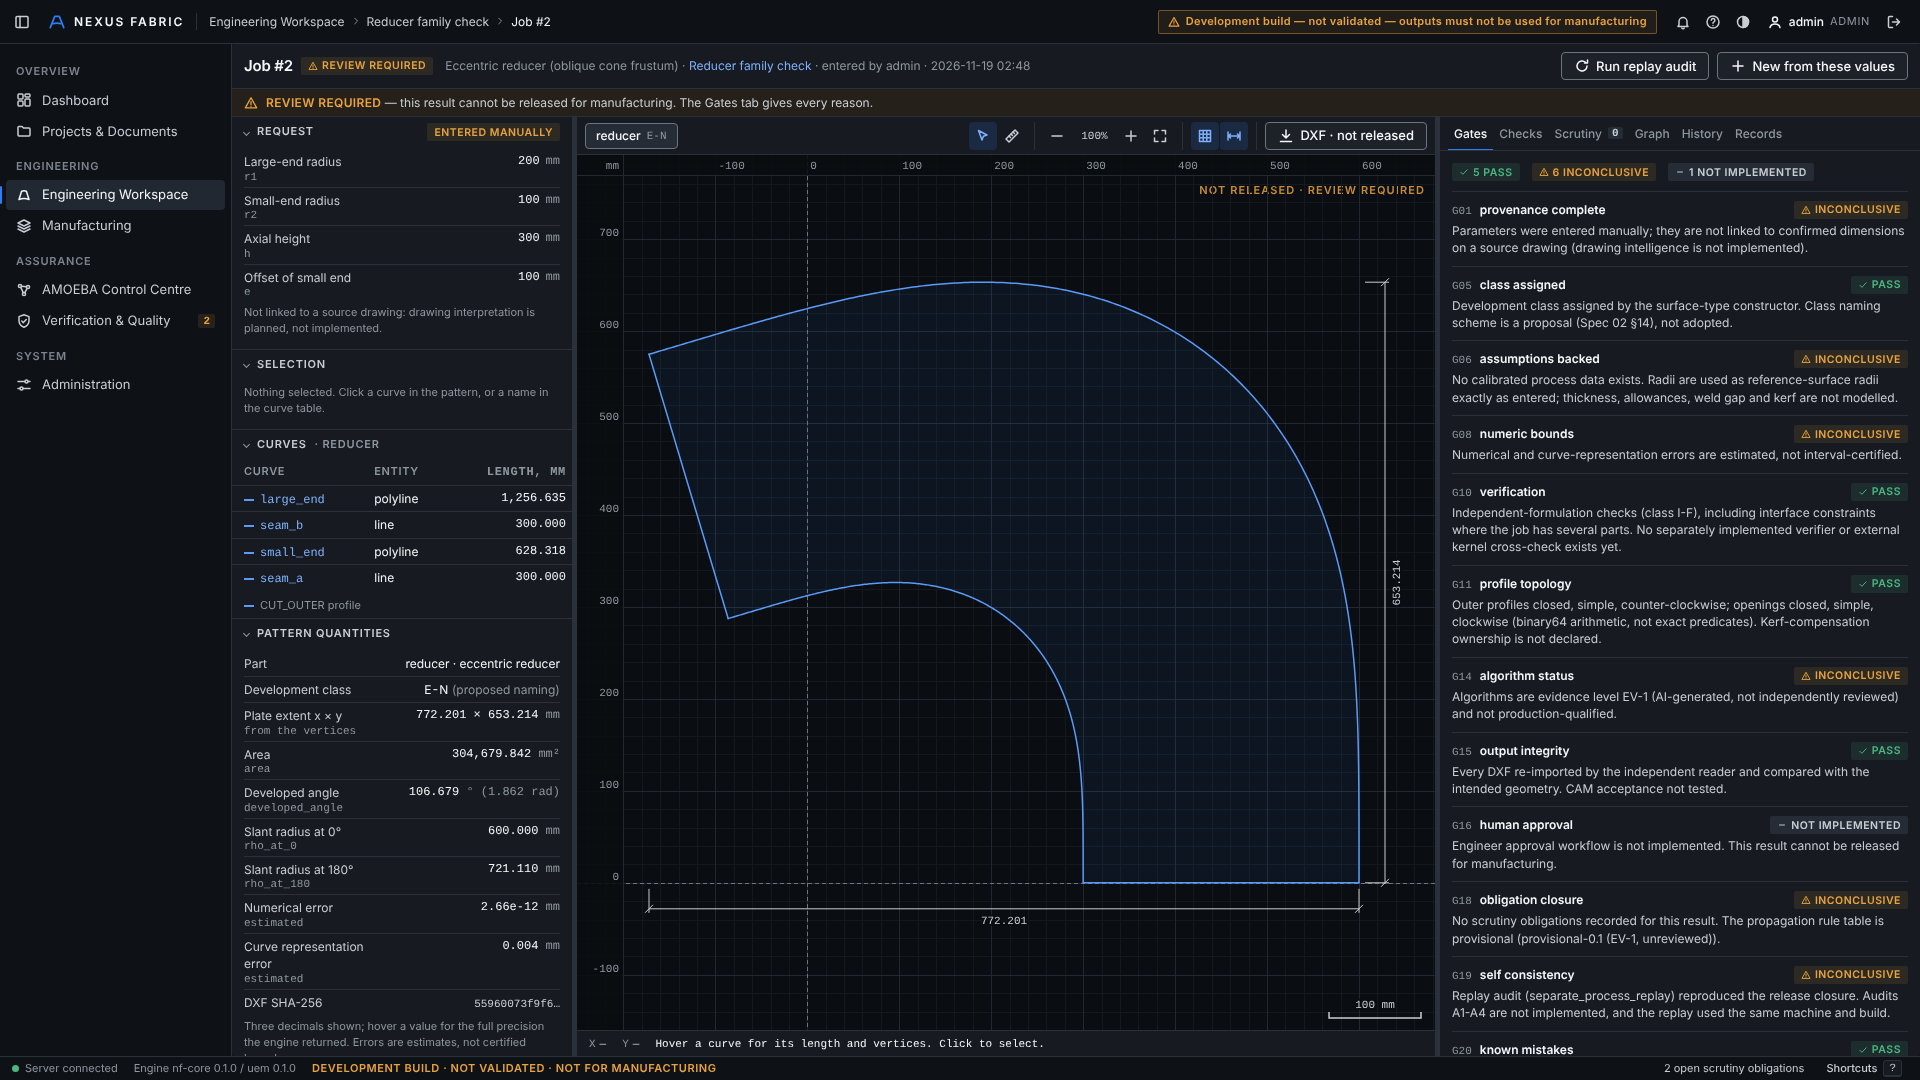 NEXUS FABRIC
Engineering Workspace › Reducer family check › Job #2
Development build — not validated — outputs must not be used for manufacturing
admin ADMIN
OVERVIEW
Dashboard
Projects & Documents
ENGINEERING
Engineering Workspace
Manufacturing
ASSURANCE
AMOEBA Control Centre
Verification & Quality 2
SYSTEM
Administration
Job #2 REVIEW REQUIRED Eccentric reducer (oblique cone frustum) · Reducer family check · entered by admin · 2026-11-19 02:48
Run replay audit
New from these values
REVIEW REQUIRED — this result cannot be released for manufacturing. The Gates tab gives every reason.
REQUEST ENTERED MANUALLY
Large-end radius 200 mm
r1
Small-end radius 100 mm
r2
Axial height 300 mm
h
Offset of small end 100 mm
e
Not linked to a source drawing: drawing interpretation is
planned, not implemented.
SELECTION
Nothing selected. Click a curve in the pattern, or a name in
the curve table.
CURVES · REDUCER
CURVE ENTITY LENGTH, MM
large_end polyline 1,256.635
seam_b line 300.000
small_end polyline 628.318
seam_a line 300.000
CUT_OUTER profile
PATTERN QUANTITIES
Part reducer · eccentric reducer
Development class E-N (proposed naming)
Plate extent x × y 772.201 × 653.214 mm
from the vertices
Area 304,679.842 mm²
area
Developed angle 106.679 ° (1.862 rad)
developed_angle
Slant radius at 0° 600.000 mm
rho_at_0
Slant radius at 180° 721.110 mm
rho_at_180
Numerical error 2.66e-12 mm
estimated
Curve representation 0.004 mm
error
estimated
DXF SHA-256 55960073f9f6…
Three decimals shown; hover a value for the full precision
the engine returned. Errors are estimates, not certified
reducer E-N
100%
DXF · not released
mm -100 0 100 200 300 400 500 600
NOT RELEASED · REVIEW REQUIRED
700
600
500
400
300
200
100
0
-100
653.214
772.201
100 mm
X — Y — Hover a curve for its length and vertices. Click to select.
Gates Checks Scrutiny 0 Graph History Records
5 PASS 6 INCONCLUSIVE 1 NOT IMPLEMENTED
G01 provenance complete INCONCLUSIVE
Parameters were entered manually; they are not linked to confirmed dimensions
on a source drawing (drawing intelligence is not implemented).
G05 class assigned PASS
Development class assigned by the surface-type constructor. Class naming
scheme is a proposal (Spec 02 §14), not adopted.
G06 assumptions backed INCONCLUSIVE
No calibrated process data exists. Radii are used as reference-surface radii
exactly as entered; thickness, allowances, weld gap and kerf are not modelled.
G08 numeric bounds INCONCLUSIVE
Numerical and curve-representation errors are estimated, not interval-certified.
G10 verification PASS
Independent-formulation checks (class I-F), including interface constraints
where the job has several parts. No separately implemented verifier or external
kernel cross-check exists yet.
G11 profile topology PASS
Outer profiles closed, simple, counter-clockwise; openings closed, simple,
clockwise (binary64 arithmetic, not exact predicates). Kerf-compensation
ownership is not declared.
G14 algorithm status INCONCLUSIVE
Algorithms are evidence level EV-1 (AI-generated, not independently reviewed)
and not production-qualified.
G15 output integrity PASS
Every DXF re-imported by the independent reader and compared with the
intended geometry. CAM acceptance not tested.
G16 human approval NOT IMPLEMENTED
Engineer approval workflow is not implemented. This result cannot be released
for manufacturing.
G18 obligation closure INCONCLUSIVE
No scrutiny obligations recorded for this result. The propagation rule table is
provisional (provisional-0.1 (EV-1, unreviewed)).
G19 self consistency INCONCLUSIVE
Replay audit (separate_process_replay) reproduced the release closure. Audits
A1-A4 are not implemented, and the replay used the same machine and build.
G20 known mistakes PASS
Server connected Engine nf-core 0.1.0 / uem 0.1.0 DEVELOPMENT BUILD · NOT VALIDATED · NOT FOR MANUFACTURING
2 open scrutiny obligations Shortcuts ?